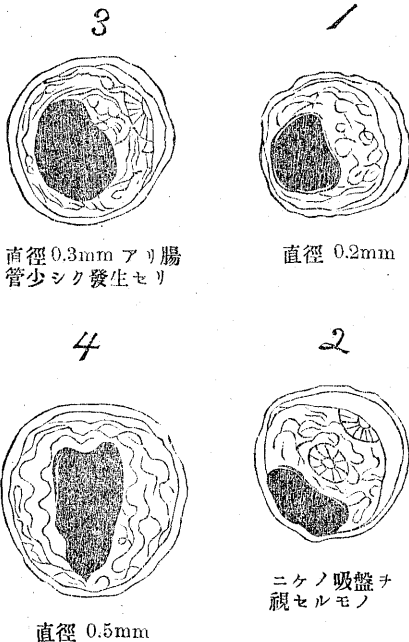 3
直徑 0.3mm アリ腸
管少シク發生セリ
1
直徑 0.2mm
4
直徑 0.5mm
2
ニケノ吸盤ヲ
視セルモノ